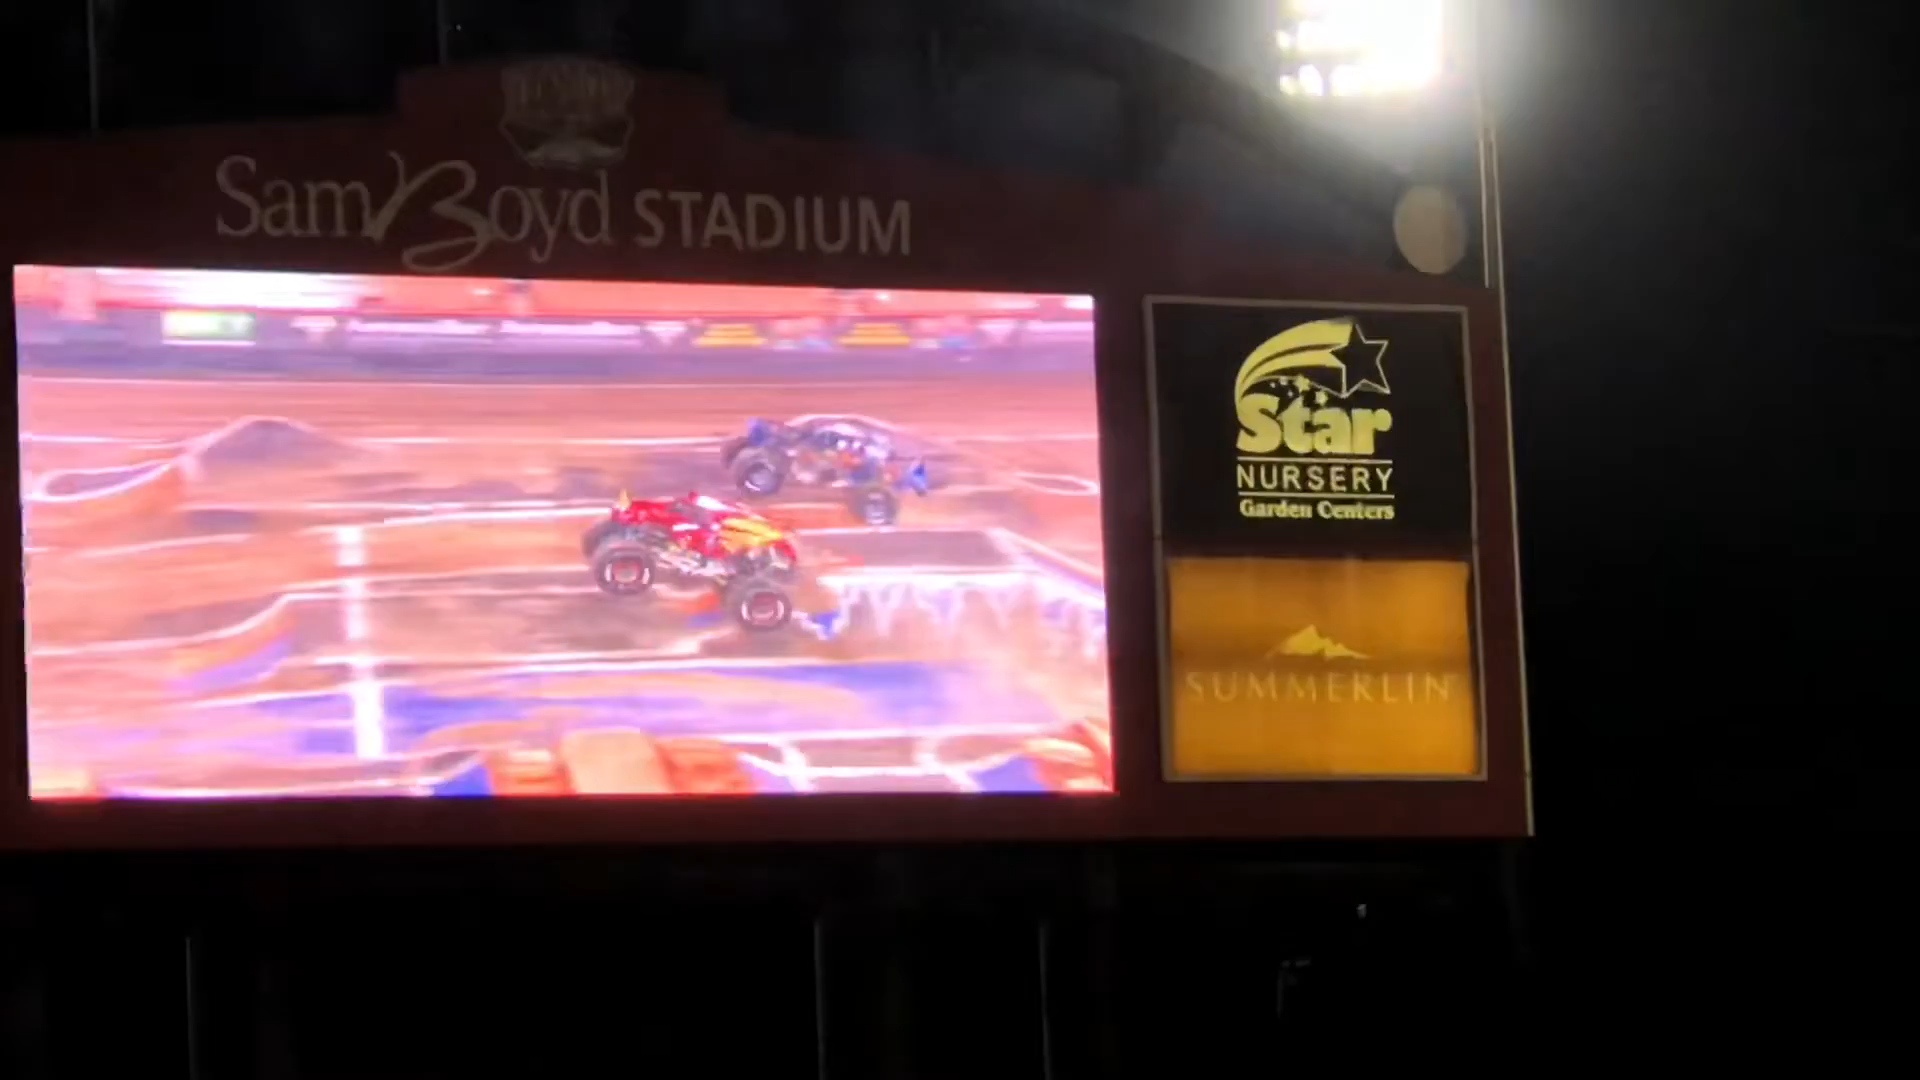 Sam Boyd STADIUM
Star
NURSERY
Garden Centers
SUMMERLIN